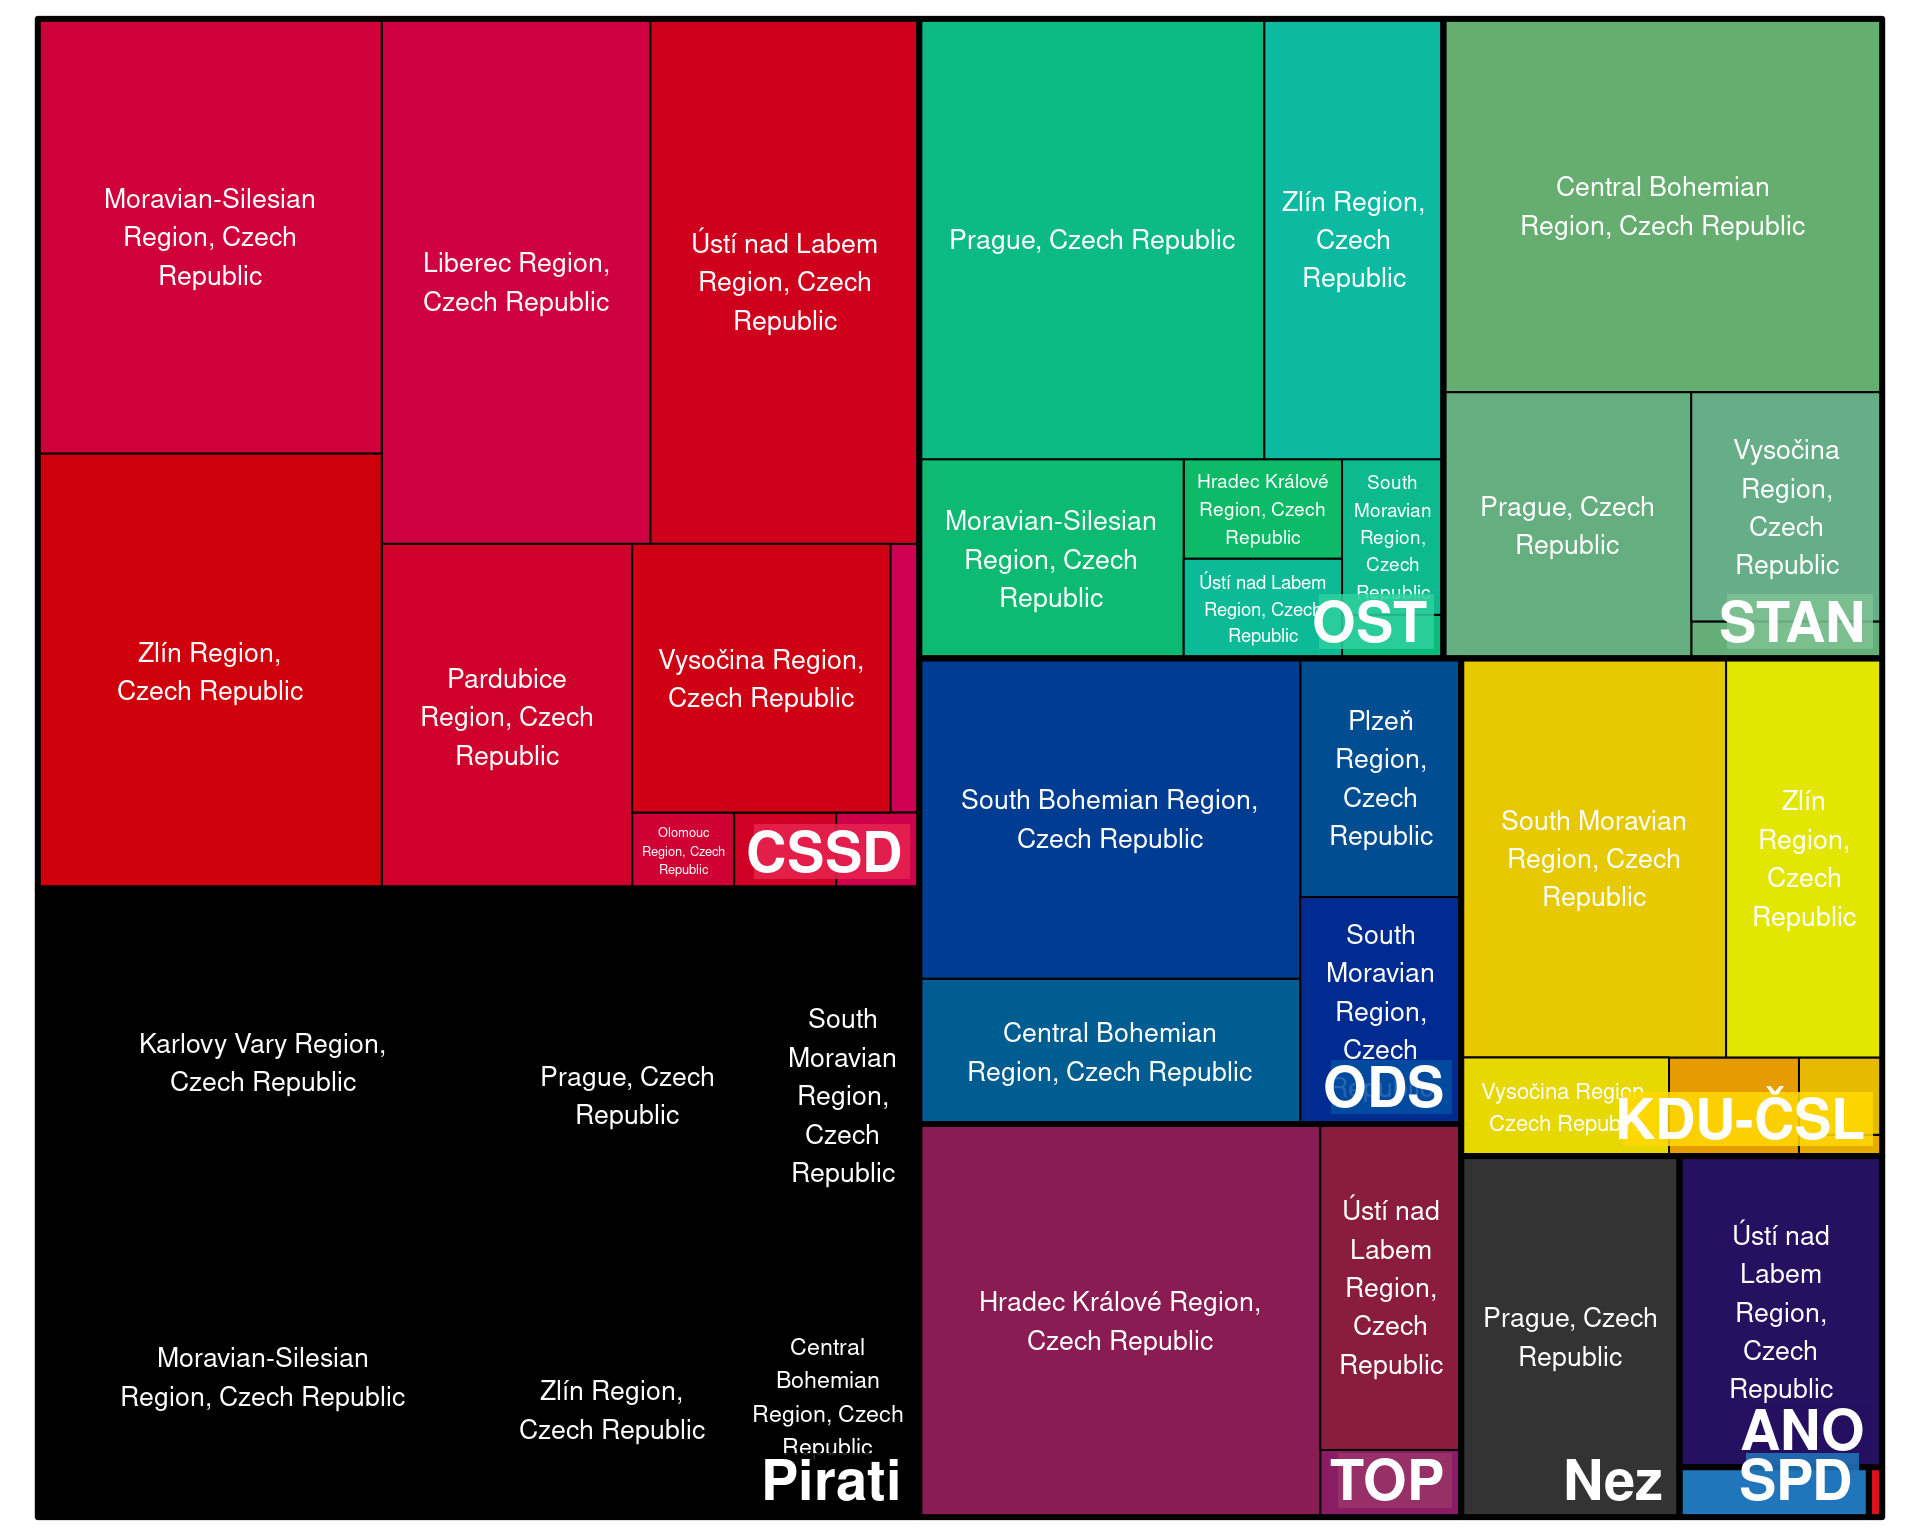 Moravian-Silesian
Region, Czech
Republic
Liberec Region,
Czech Republic
Ústí nad Labem
Region, Czech
Republic
Zlín Region,
Czech Republic
Pardubice
Region, Czech
Republic
Vysočina Region,
Czech Republic
Olomouc
Region, Czech
Republic
CSSD
Prague, Czech Republic
Zlín Region,
Czech
Republic
Moravian-Silesian
Region, Czech
Republic
Hradec Králové
Region, Czech
Republic
Ústí nad Labem
Region, Czech
Republic
South
Moravian
Region,
Czech
Republic
OST
Central Bohemian
Region, Czech Republic
Prague, Czech
Republic
Vysočina
Region,
Czech
Republic
STAN
South Bohemian Region,
Czech Republic
Plzeň
Region,
Czech
Republic
Central Bohemian
Region, Czech Republic
South
Moravian
Region,
Czech
Republic
ODS
South Moravian
Region, Czech
Republic
Zlín
Region,
Czech
Republic
Vysočina Region,
Czech Republic
KDU-ČSL
Karlovy Vary Region,
Czech Republic
Prague, Czech
Republic
South
Moravian
Region,
Czech
Republic
Moravian-Silesian
Region, Czech Republic
Zlín Region,
Czech Republic
Central
Bohemian
Region, Czech
Republic
Pirati
Hradec Králové Region,
Czech Republic
Ústí nad
Labem
Region,
Czech
Republic
TOP
Prague, Czech
Republic
Nez
Ústí nad
Labem
Region,
Czech
Republic
ANO
SPD